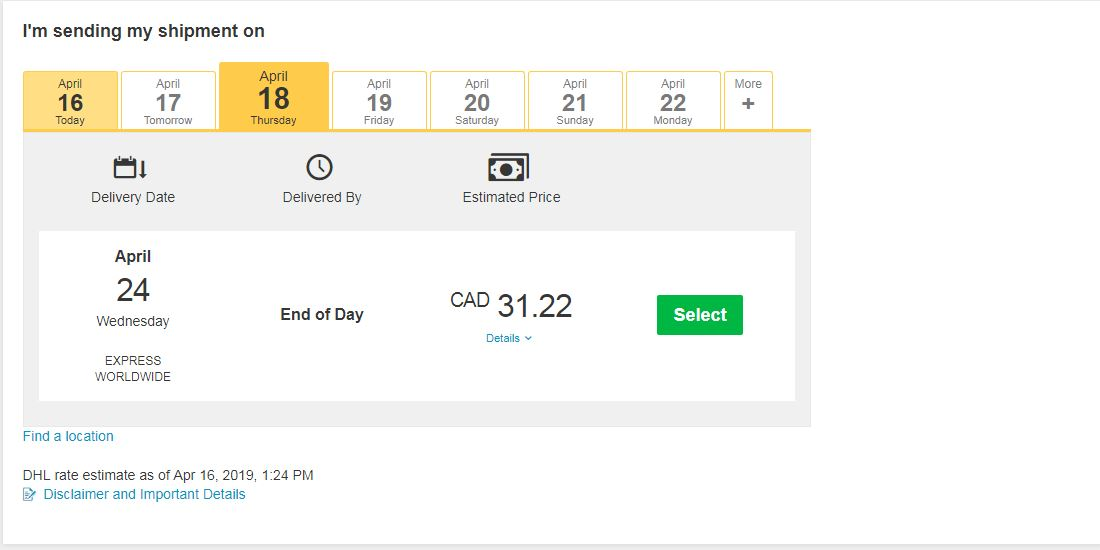 I'm sending my shipment on
April
16
Today
April
17
Tomorrow
April
18
Thursday
April
19
Friday
April
20
Saturday
April
21
Sunday
April
22
Monday
More
+
Delivery Date
Delivered By
Estimated Price
April
24
Wednesday
EXPRESS
WORLDWIDE
End of Day
CAD 31.22
Details
Select
Find a location
DHL rate estimate as of Apr 16, 2019, 1:24 PM
Disclaimer and Important Details